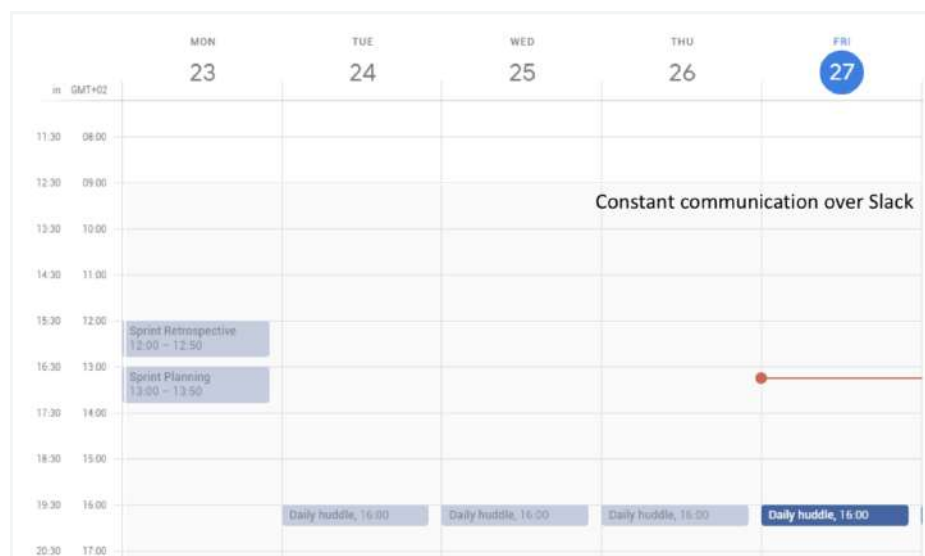 MON TUE WED THU FRI
23 24 25 26 27
in GMT+02
11:30 08:00
12:30 09:00
Constant communication over Slack
13:30 10:00
14:30 11:00
15:30 12:00
Sprint Retrospective
12:00 – 12:50
16:30 13:00
Sprint Planning
13:00 – 13:50
17:30 14:00
18:30 15:00
19:30 16:00
Daily huddle, 16:00 Daily huddle, 16:00 Daily huddle, 16:00 Daily huddle, 16:00
20:30 17:00